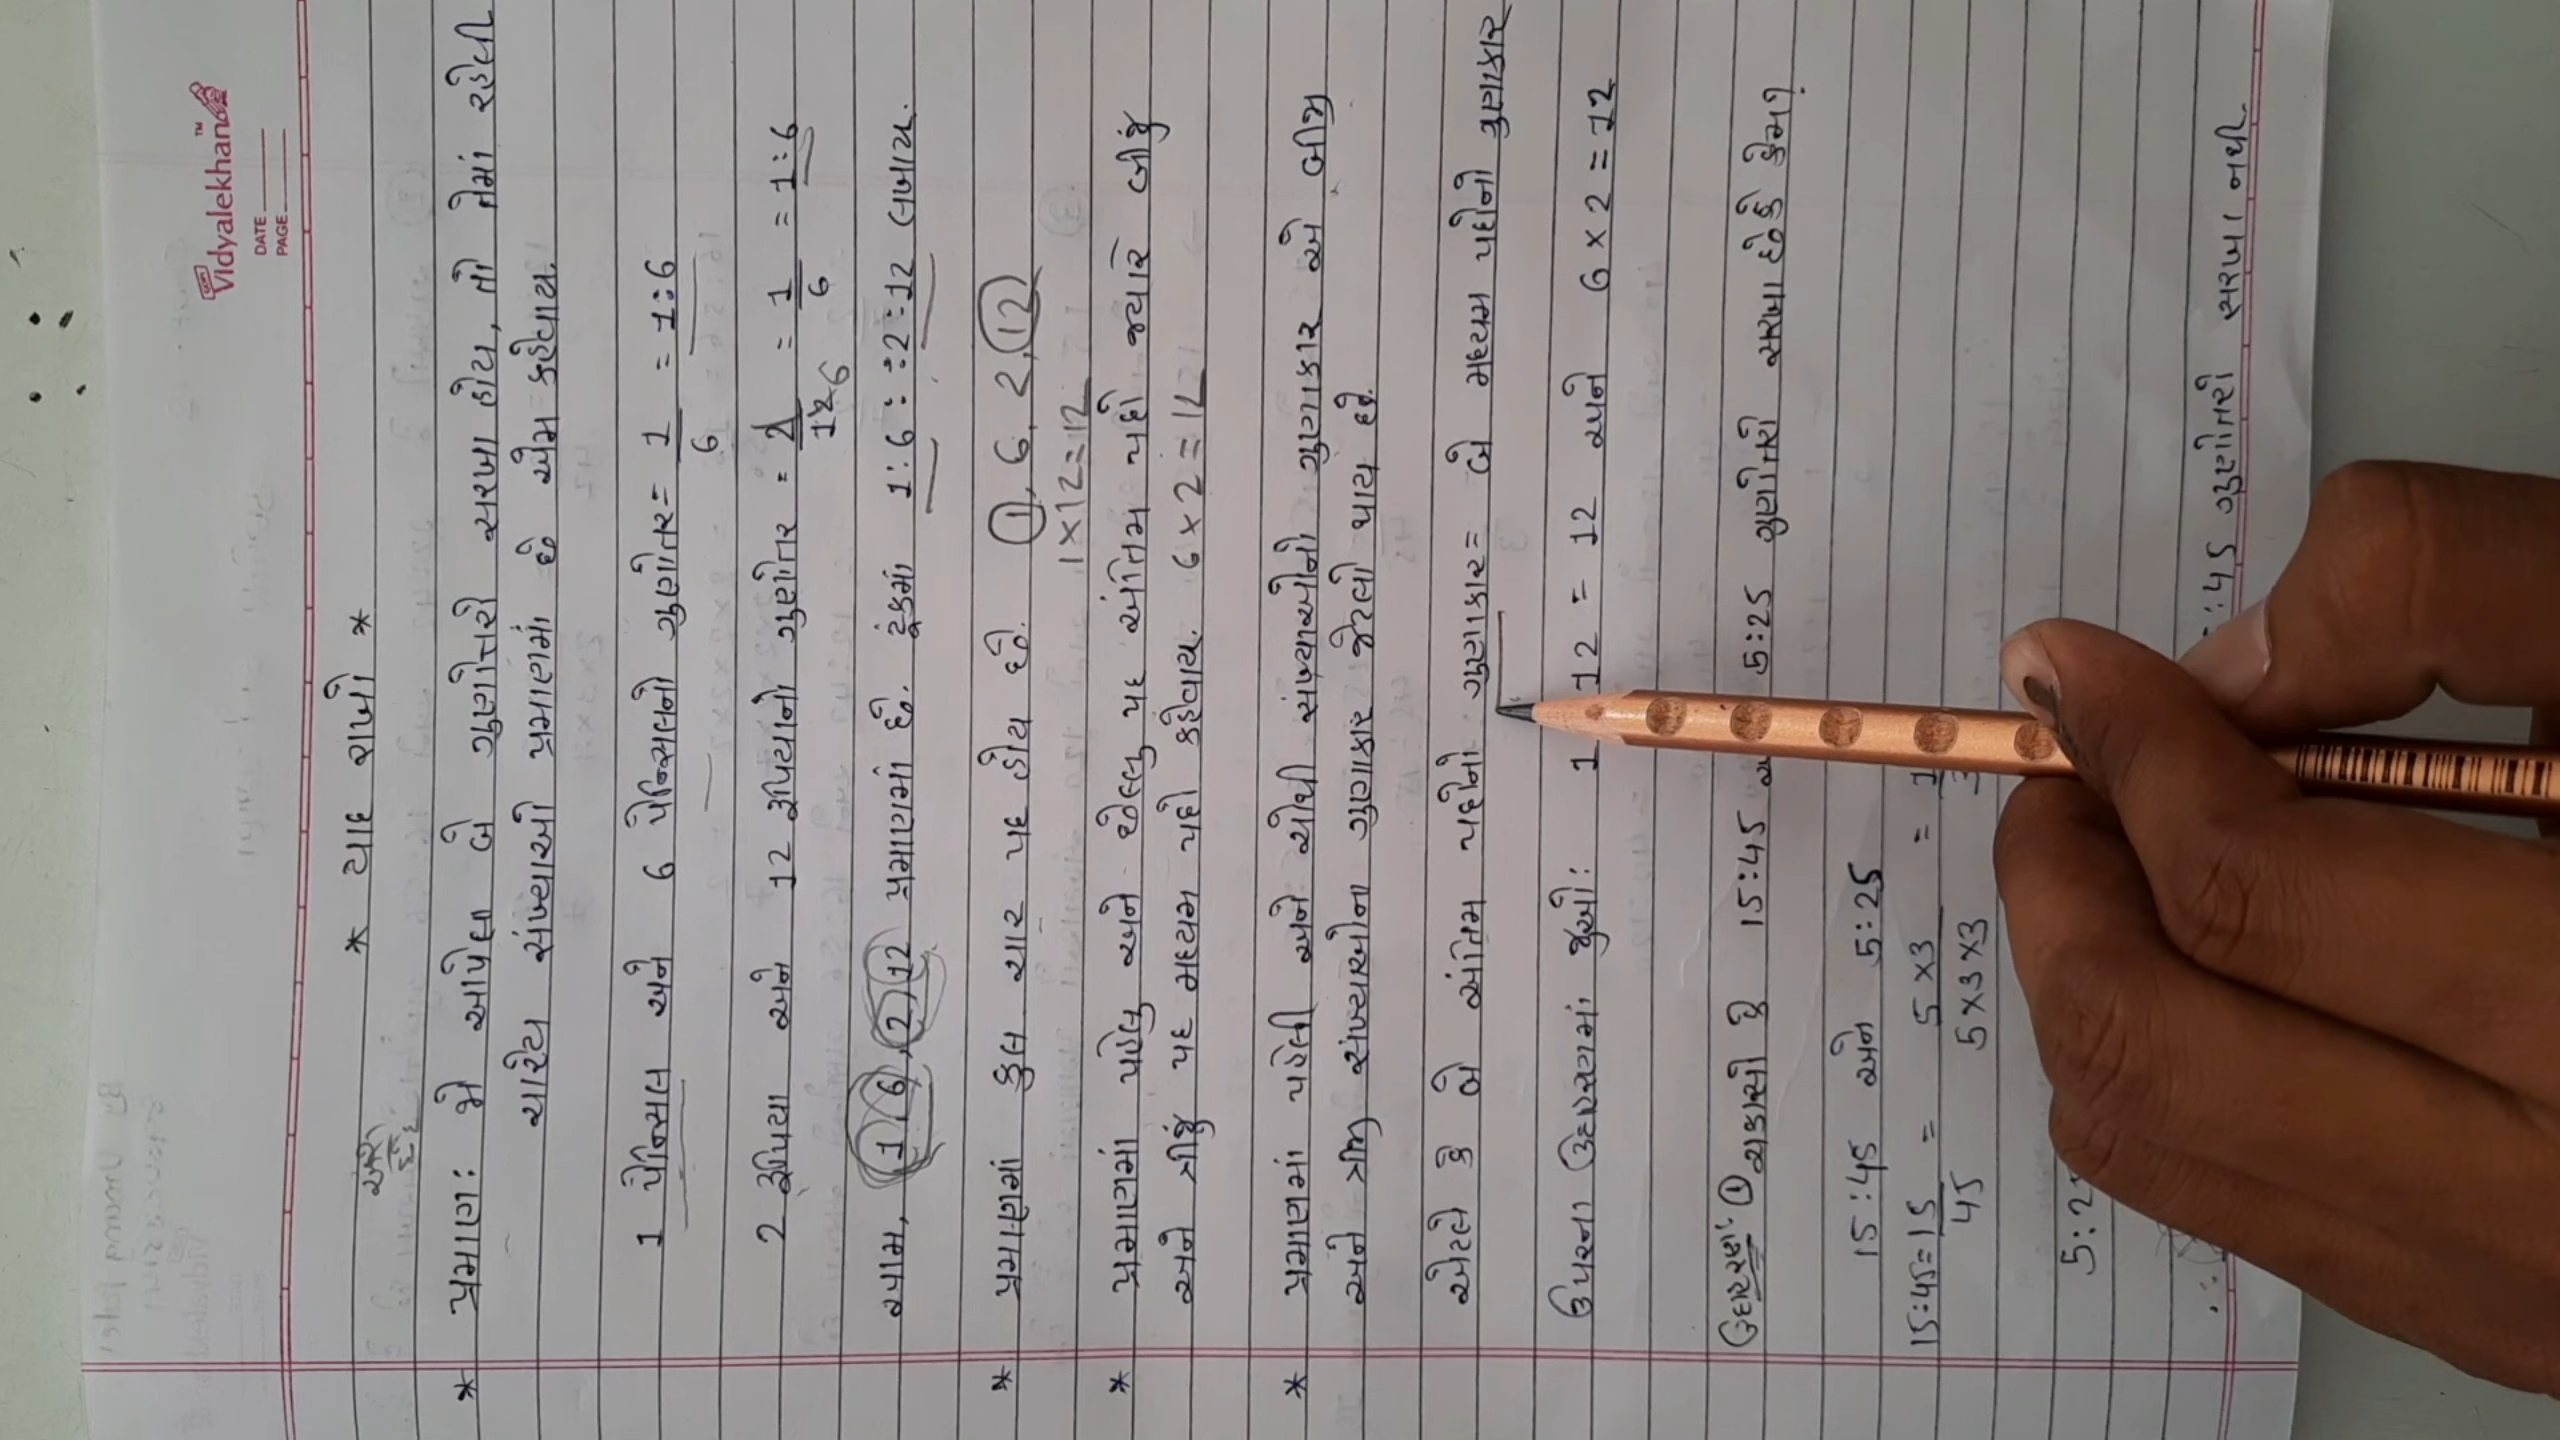 Vidyalekhan™
DATE
PAGE
* યાદ રાખો *
* પ્રમાણ: જો આપેલા બે ગુણોત્તરો સરખા હોય, તો તેમાં રહેલી
ચારેય સંખ્યાઓ પ્રમાણમાં છે એમ કહેવાય.
1 પેન્સિલ અને 6 પેન્સિલનો ગુણોતર= 1/6 = 1:6
2 રૂપિયા અને 12 રૂપિયાનો ગુણોતર = 2/12 6 = 1/6 = 1:6
આમ, 1, 6, 2, 12 પ્રમાણમાં છે. ટૂંકમાં 1:6::2:12 લખાય.
* પ્રમાણમાં કુલ ચાર પદ હોય છે. 1, 6, 2, 12
1×12=12
* પ્રમાણમાં પહેલુ અને છેલ્લુ પદ અંતિમ પદો જ્યારે બીજું
અને ત્રીજું પદ મધ્યમ પદો કહેવાય. 6×2=12
* પ્રમાણમાં પહેલી અને ચોથી સંખ્યાઓનો ગુણાકાર એ બીજી
અને ત્રીજી સંખ્યાઓના ગુણાકાર જેટલો થાય છે.
એટલે કે બે અંતિમ પદોનો ગુણાકાર= બે મધ્યમ પદોનો ગુણાકાર
ઉપરના ઉદાહરણમાં જુઓ: 1 12 = 12 અને 6×2=12
① ચકાસો શું 15:45 5:25 ગુણોત્તરો સરખા છે? કેમ?
15:45 અને 5:25
15:45=15/45 = 5×3/5×3×3 = 1/3
5:2
:45 ગુણોત્તરો સરખા નથી.